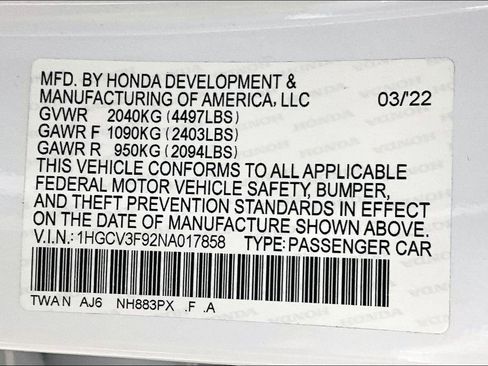 MFD. BY HONDA DEVELOPMENT &
MANUFACTURING OF AMERICA, LLC 03/'22
GVWR 2040KG (4497LBS)
GAWR F 1090KG (2403LBS)
GAWR R 950KG (2094LBS)
THIS VEHICLE CONFORMS TO ALL APPLICABLE
FEDERAL MOTOR VEHICLE SAFETY, BUMPER,
AND THEFT PREVENTION STANDARDS IN EFFECT
ON THE DATE OF MANUFACTURE SHOWN ABOVE.
V.I.N.: 1HGCV3F92NA017858 TYPE: PASSENGER CAR
TWA N AJ6 NH883PX .F .A